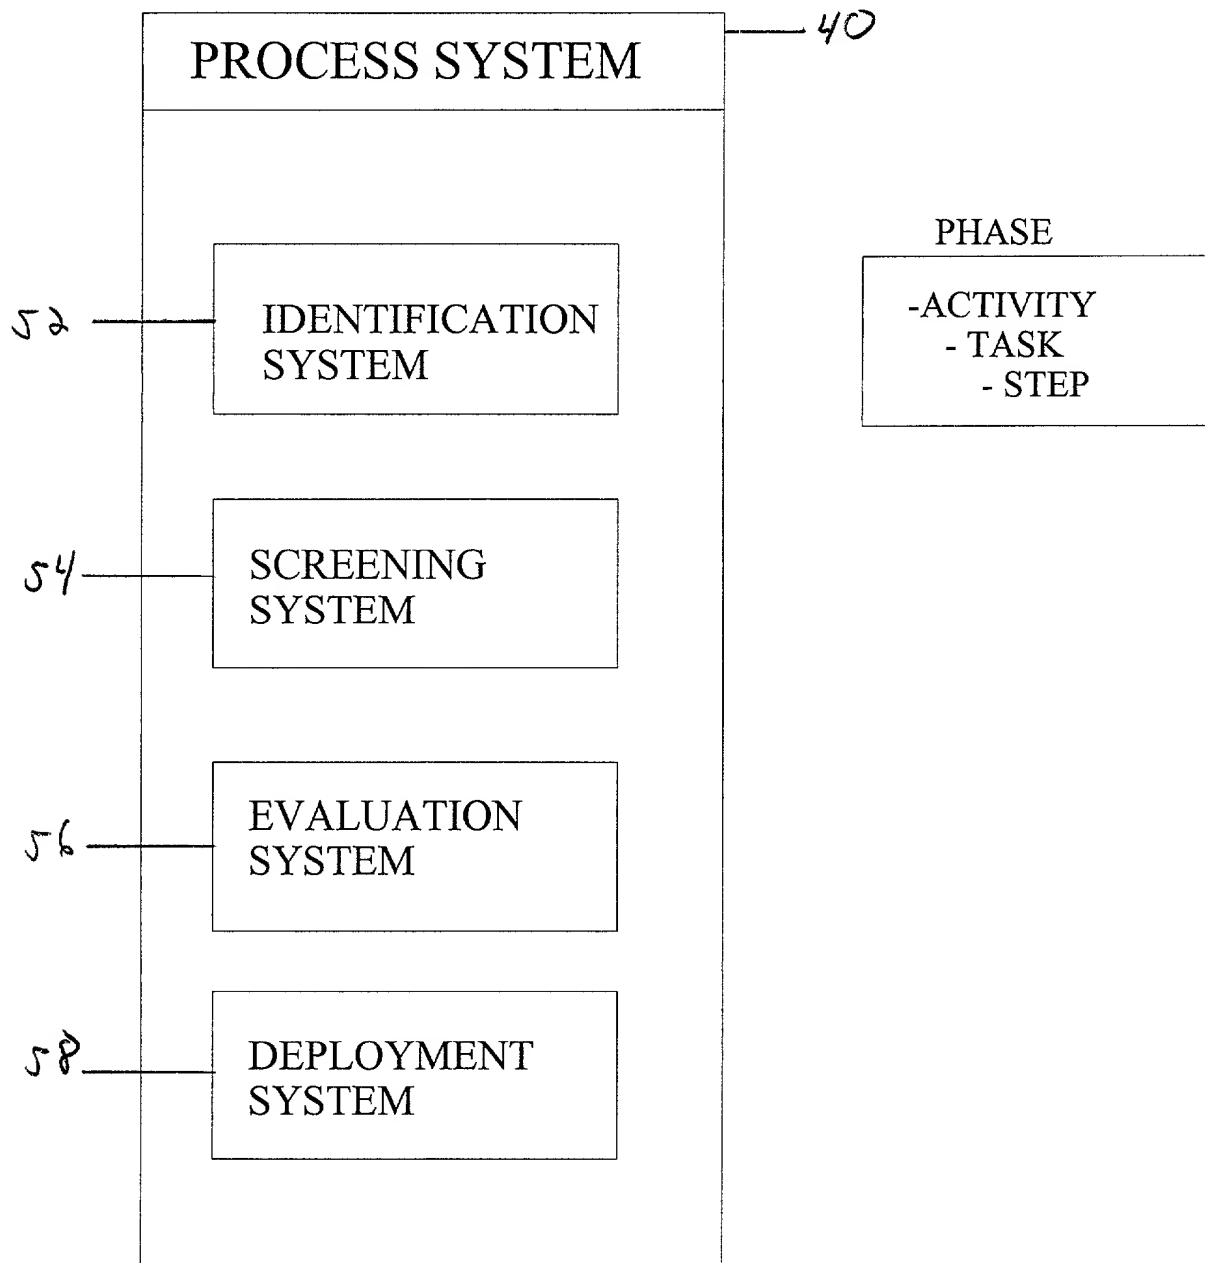 PROCESS SYSTEM
40
PHASE
52
IDENTIFICATION
SYSTEM
-ACTIVITY
- TASK
- STEP
54
SCREENING
SYSTEM
56
EVALUATION
SYSTEM
58
DEPLOYMENT
SYSTEM